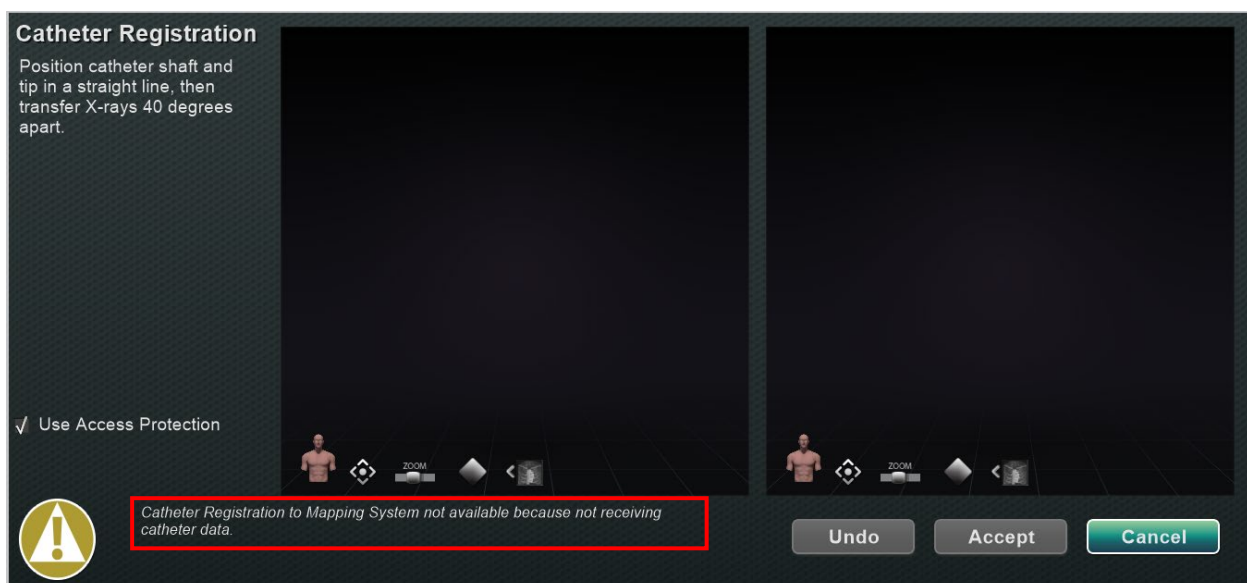 Catheter Registration
Position catheter shaft and
tip in a straight line, then
transfer X-rays 40 degrees
apart.
Use Access Protection
ZOOM
ZOOM
Catheter Registration to Mapping System not available because not receiving
catheter data.
Undo
Accept
Cancel